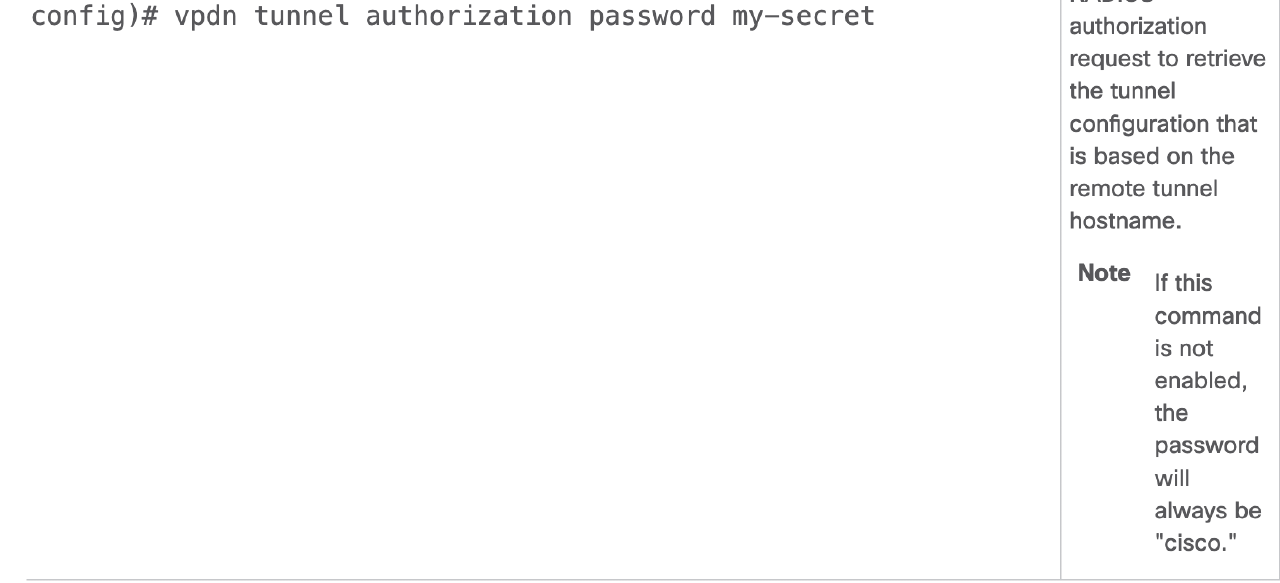 config)# vpdn tunnel authorization password my-secret
authorization
request to retrieve
the tunnel
configuration that
is based on the
remote tunnel
hostname.
Note
If this
command
is not
enabled,
the
password
will
always be
"cisco."